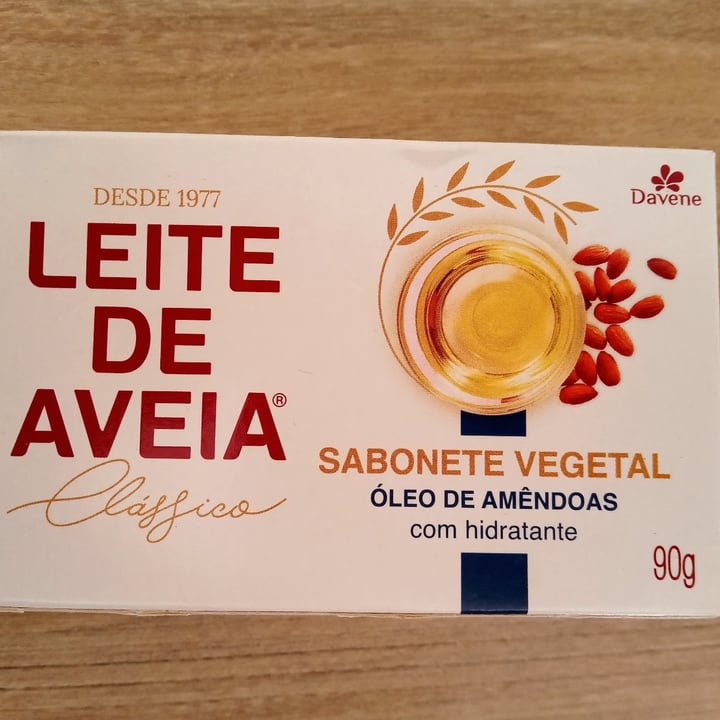 DESDE 1977
LEITE
DE
AVEIA®
Clássico
Davene
SABONETE VEGETAL
ÓLEO DE AMÊNDOAS
com hidratante
90g